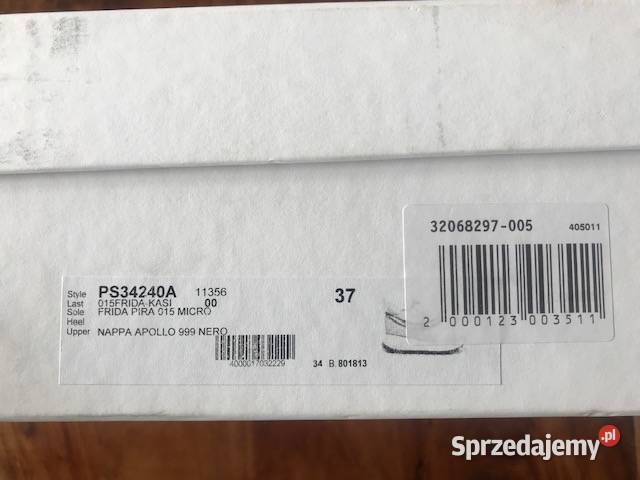 32068297-005 405011
2 000123 003511
Style PS34240A 11356 37
Last 015FRIDA-KASI 00
Sole FRIDA PIRA 015 MICRO
Heel
Upper NAPPA APOLLO 999 NERO
4000017032229 34 B. 801813
Sprzedajemy.pl